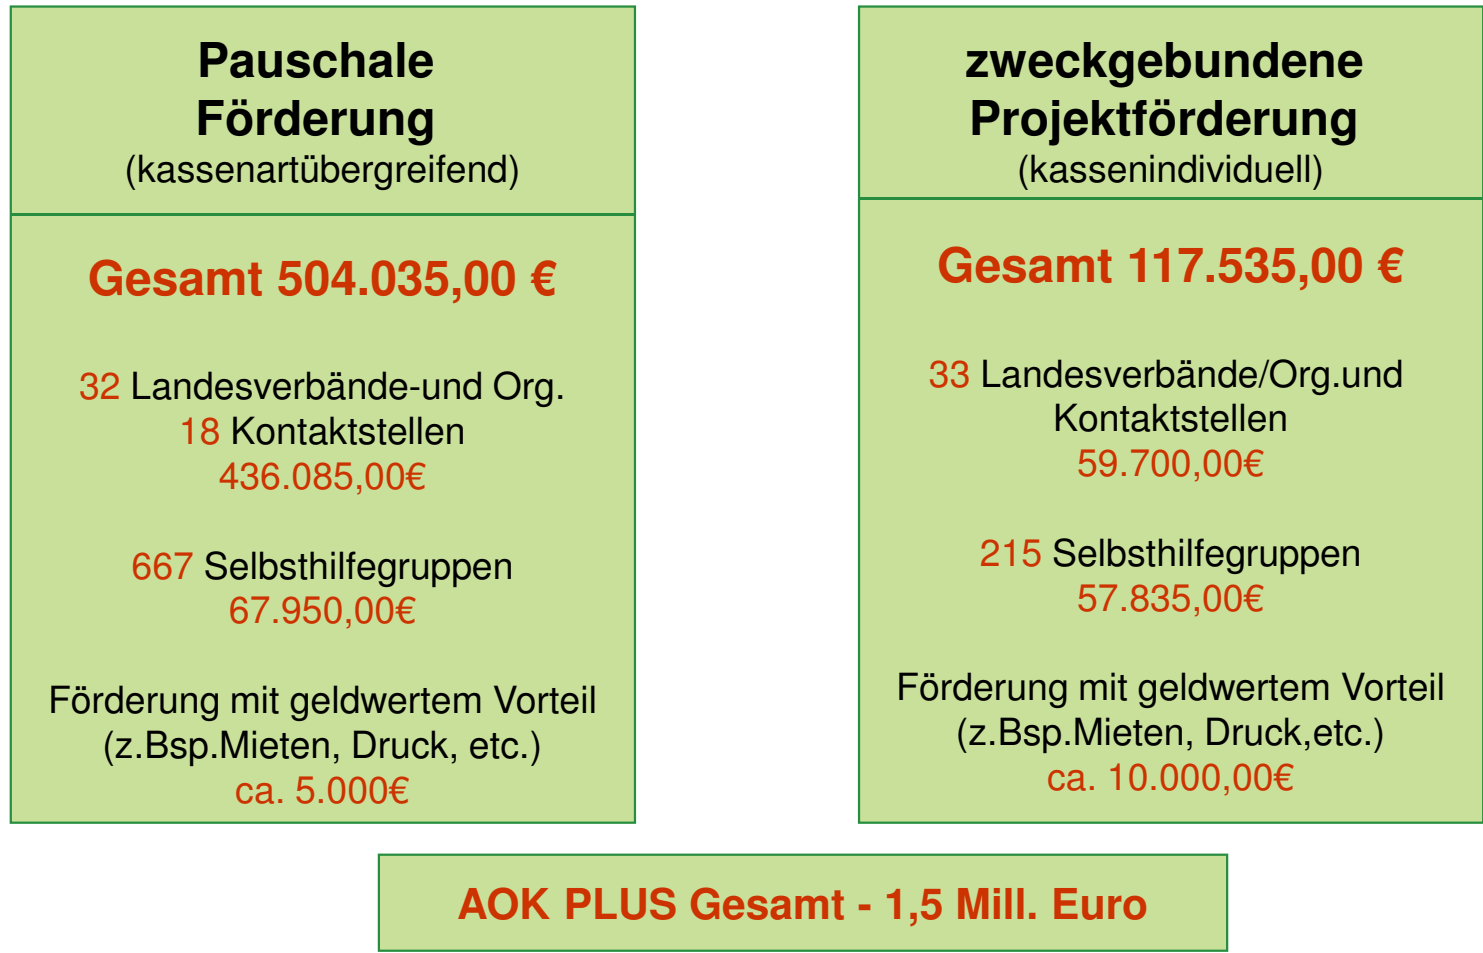 Pauschale
Förderung
(kassenartübergreifend)
Gesamt 504.035,00 €
32 Landesverbände-und Org.
18 Kontaktstellen
436.085,00€
667 Selbsthilfegruppen
67.950,00€
Förderung mit geldwertem Vorteil
(z.Bsp.Mieten, Druck, etc.)
ca. 5.000€
zweckgebundene
Projektförderung
(kassenindividuell)
Gesamt 117.535,00 €
33 Landesverbände/Org.und
Kontaktstellen
59.700,00€
215 Selbsthilfegruppen
57.835,00€
Förderung mit geldwertem Vorteil
(z.Bsp.Mieten, Druck,etc.)
ca. 10.000,00€
AOK PLUS Gesamt - 1,5 Mill. Euro